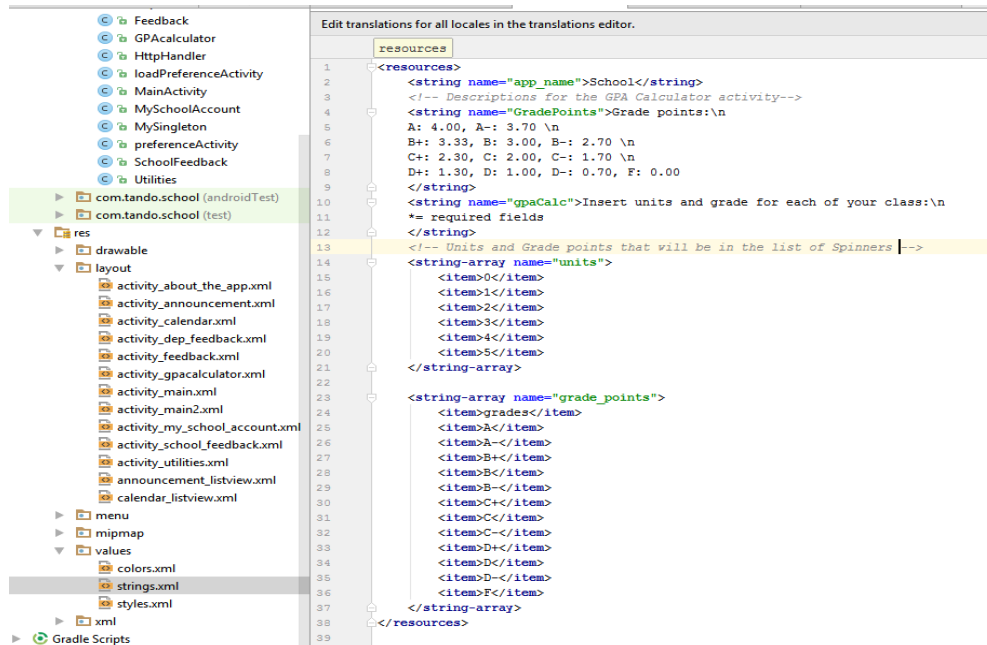 Feedback
GPAcalculator
HttpHandler
loadPreferenceActivity
MainActivity
MySchoolAccount
MySingleton
preferenceActivity
SchoolFeedback
Utilities
com.tando.school (androidTest)
com.tando.school (test)
res
drawable
layout
activity_about_the_app.xml
activity_announcement.xml
activity_calendar.xml
activity_dep_feedback.xml
activity_feedback.xml
activity_gpacalculator.xml
activity_main.xml
activity_main2.xml
activity_my_school_account.xml
activity_school_feedback.xml
activity_utilities.xml
announcement_listview.xml
calendar_listview.xml
menu
mipmap
values
colors.xml
strings.xml
styles.xml
xml
Gradle Scripts
Edit translations for all locales in the translations editor.
resources
1 <resources>
2 <string name="app_name">School</string>
3 <!-- Descriptions for the GPA Calculator activity-->
4 <string name="GradePoints">Grade points:\n
5 A: 4.00, A-: 3.70 \n
6 B+: 3.33, B: 3.00, B-: 2.70 \n
7 C+: 2.30, C: 2.00, C-: 1.70 \n
8 D+: 1.30, D: 1.00, D-: 0.70, F: 0.00
9 </string>
10 <string name="gpaCalc">Insert units and grade for each of your class:\n
11 *= required fields
12 </string>
13 <!-- Units and Grade points that will be in the list of Spinners -->
14 <string-array name="units">
15 <item>0</item>
16 <item>1</item>
17 <item>2</item>
18 <item>3</item>
19 <item>4</item>
20 <item>5</item>
21 </string-array>
22
23 <string-array name="grade_points">
24 <item>grades</item>
25 <item>A</item>
26 <item>A-</item>
27 <item>B+</item>
28 <item>B</item>
29 <item>B-</item>
30 <item>C+</item>
31 <item>C</item>
32 <item>C-</item>
33 <item>D+</item>
34 <item>D</item>
35 <item>D-</item>
36 <item>F</item>
37 </string-array>
38 </resources>
39